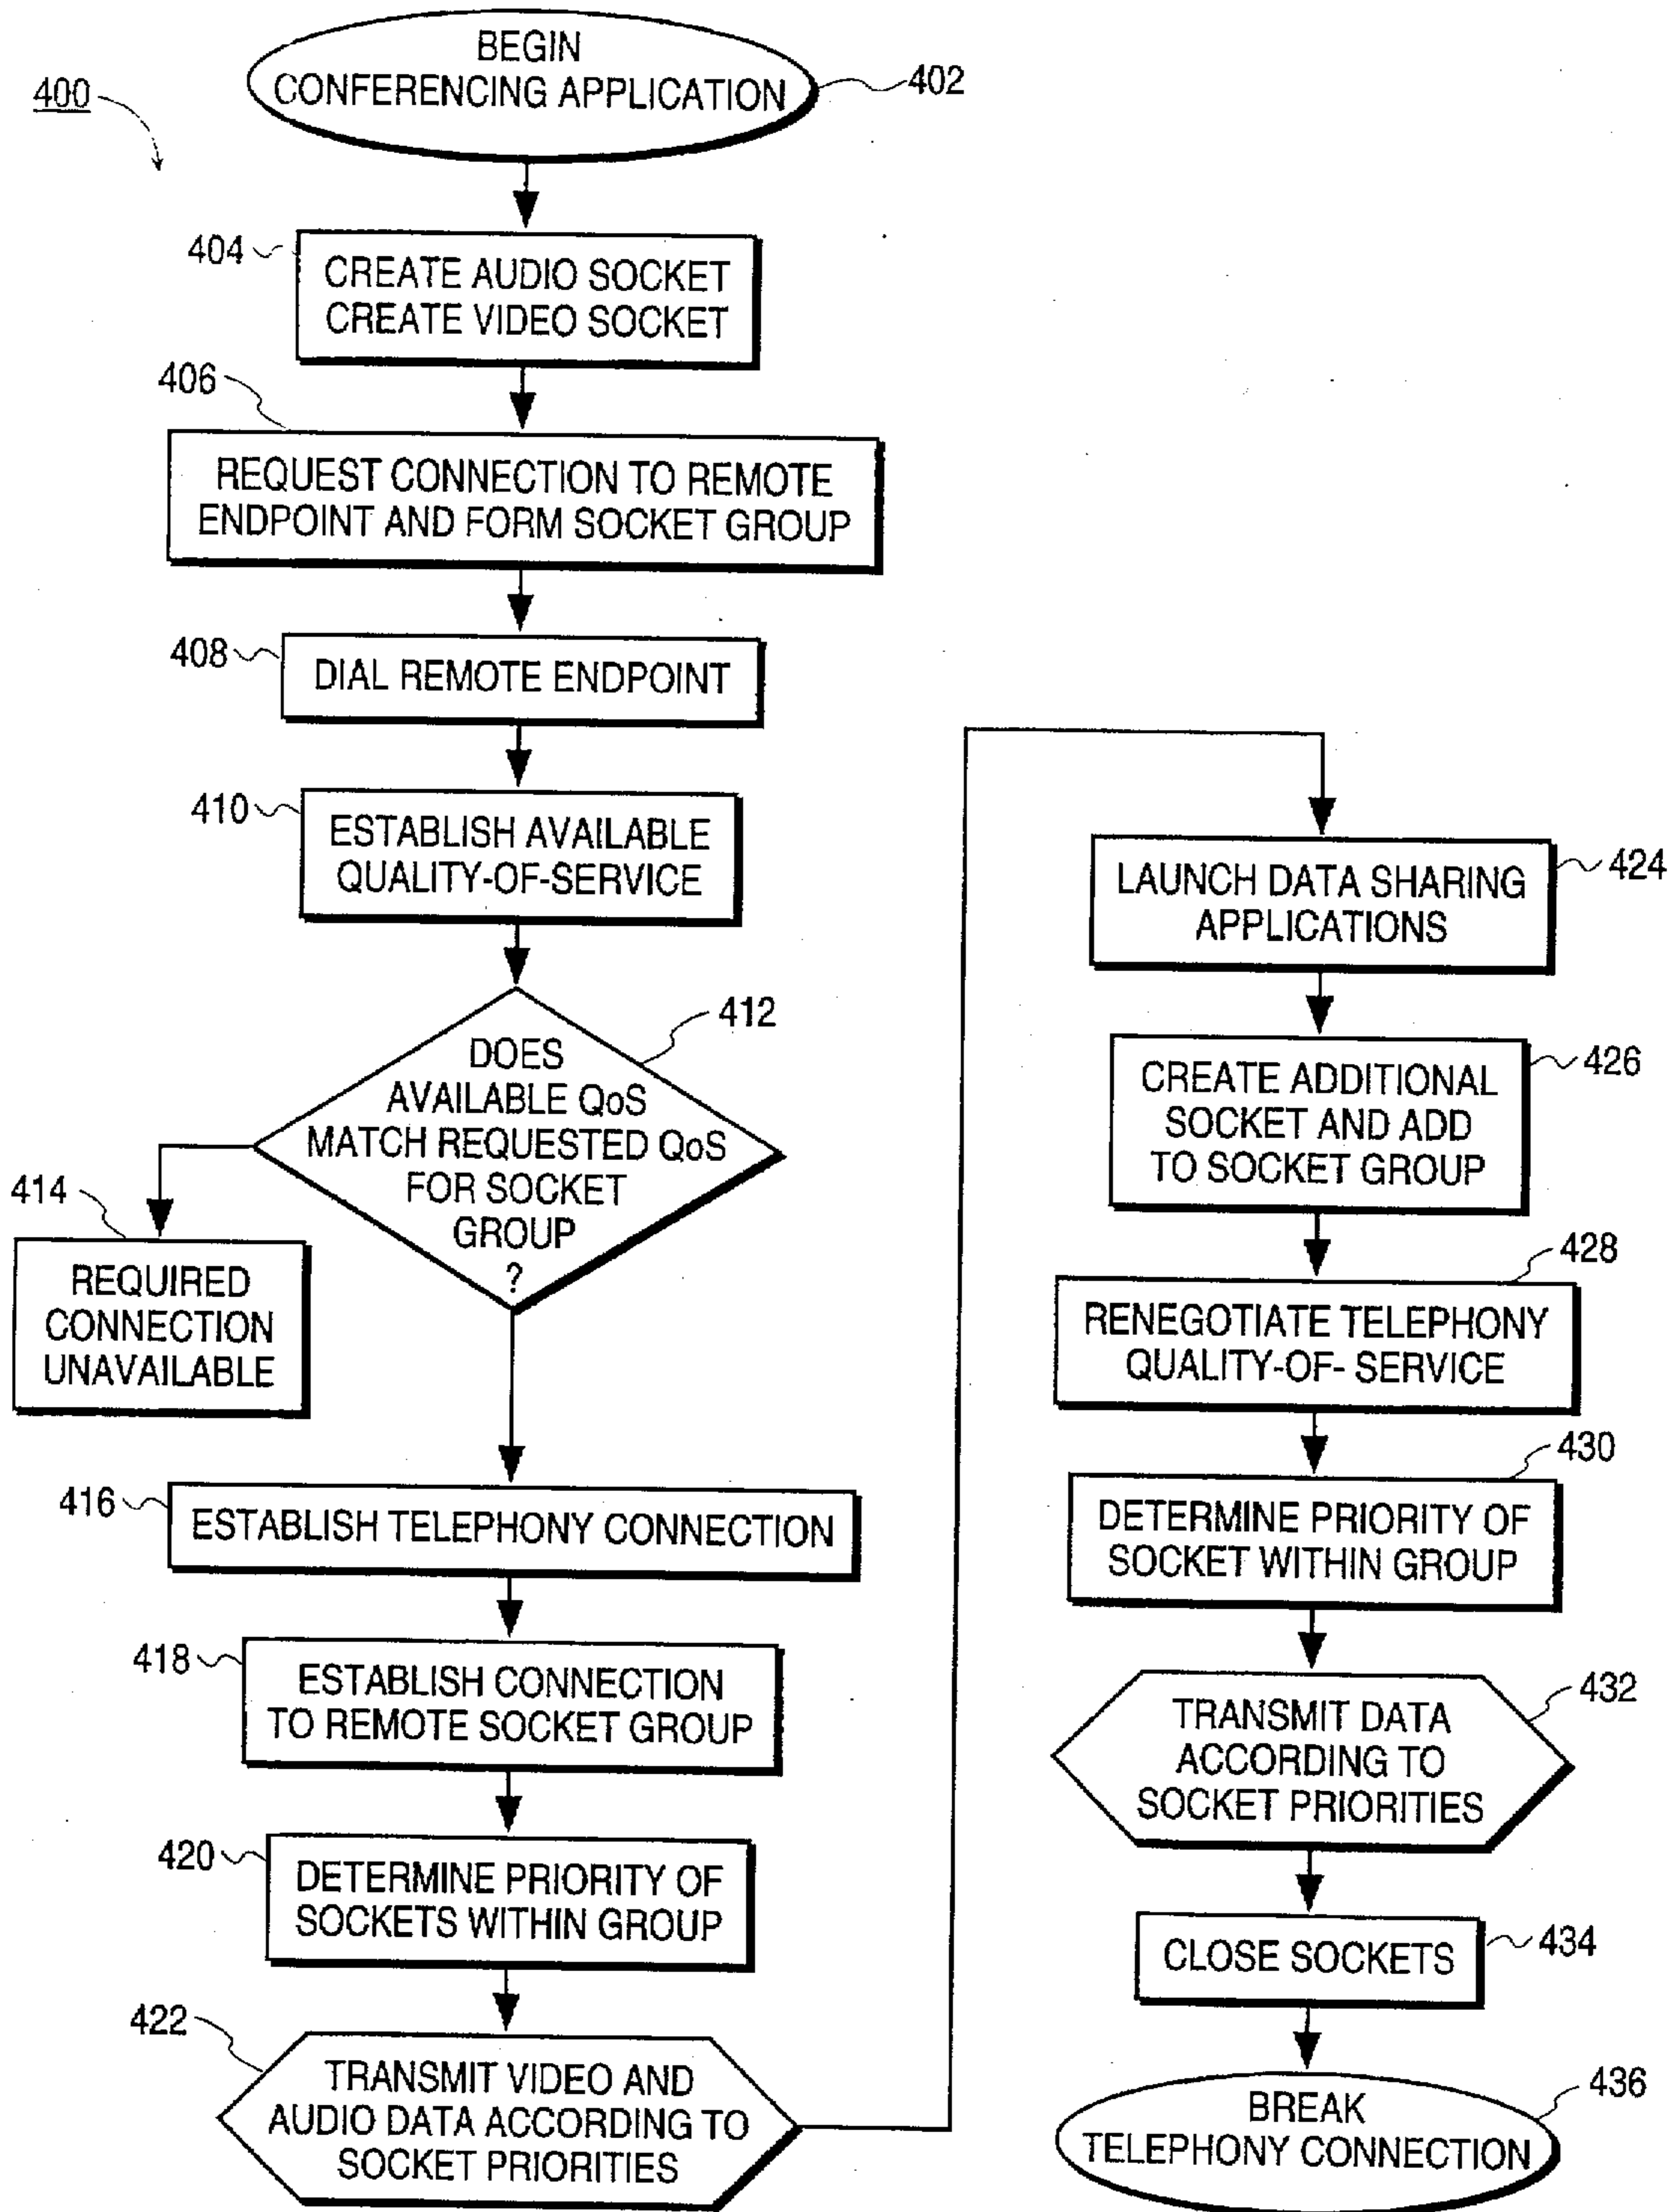 400
BEGIN
CONFERENCING APPLICATION
402
404
CREATE AUDIO SOCKET
CREATE VIDEO SOCKET
406
REQUEST CONNECTION TO REMOTE
ENDPOINT AND FORM SOCKET GROUP
408
DIAL REMOTE ENDPOINT
410
ESTABLISH AVAILABLE
QUALITY-OF-SERVICE
412
DOES
AVAILABLE QoS
MATCH REQUESTED QoS
FOR SOCKET
GROUP
?
414
REQUIRED
CONNECTION
UNAVAILABLE
416
ESTABLISH TELEPHONY CONNECTION
418
ESTABLISH CONNECTION
TO REMOTE SOCKET GROUP
420
DETERMINE PRIORITY OF
SOCKETS WITHIN GROUP
422
TRANSMIT VIDEO AND
AUDIO DATA ACCORDING TO
SOCKET PRIORITIES
LAUNCH DATA SHARING
APPLICATIONS
424
CREATE ADDITIONAL
SOCKET AND ADD
TO SOCKET GROUP
426
428
RENEGOTIATE TELEPHONY
QUALITY-OF- SERVICE
430
DETERMINE PRIORITY OF
SOCKET WITHIN GROUP
432
TRANSMIT DATA
ACCORDING TO
SOCKET PRIORITIES
CLOSE SOCKETS
434
436
BREAK
TELEPHONY CONNECTION